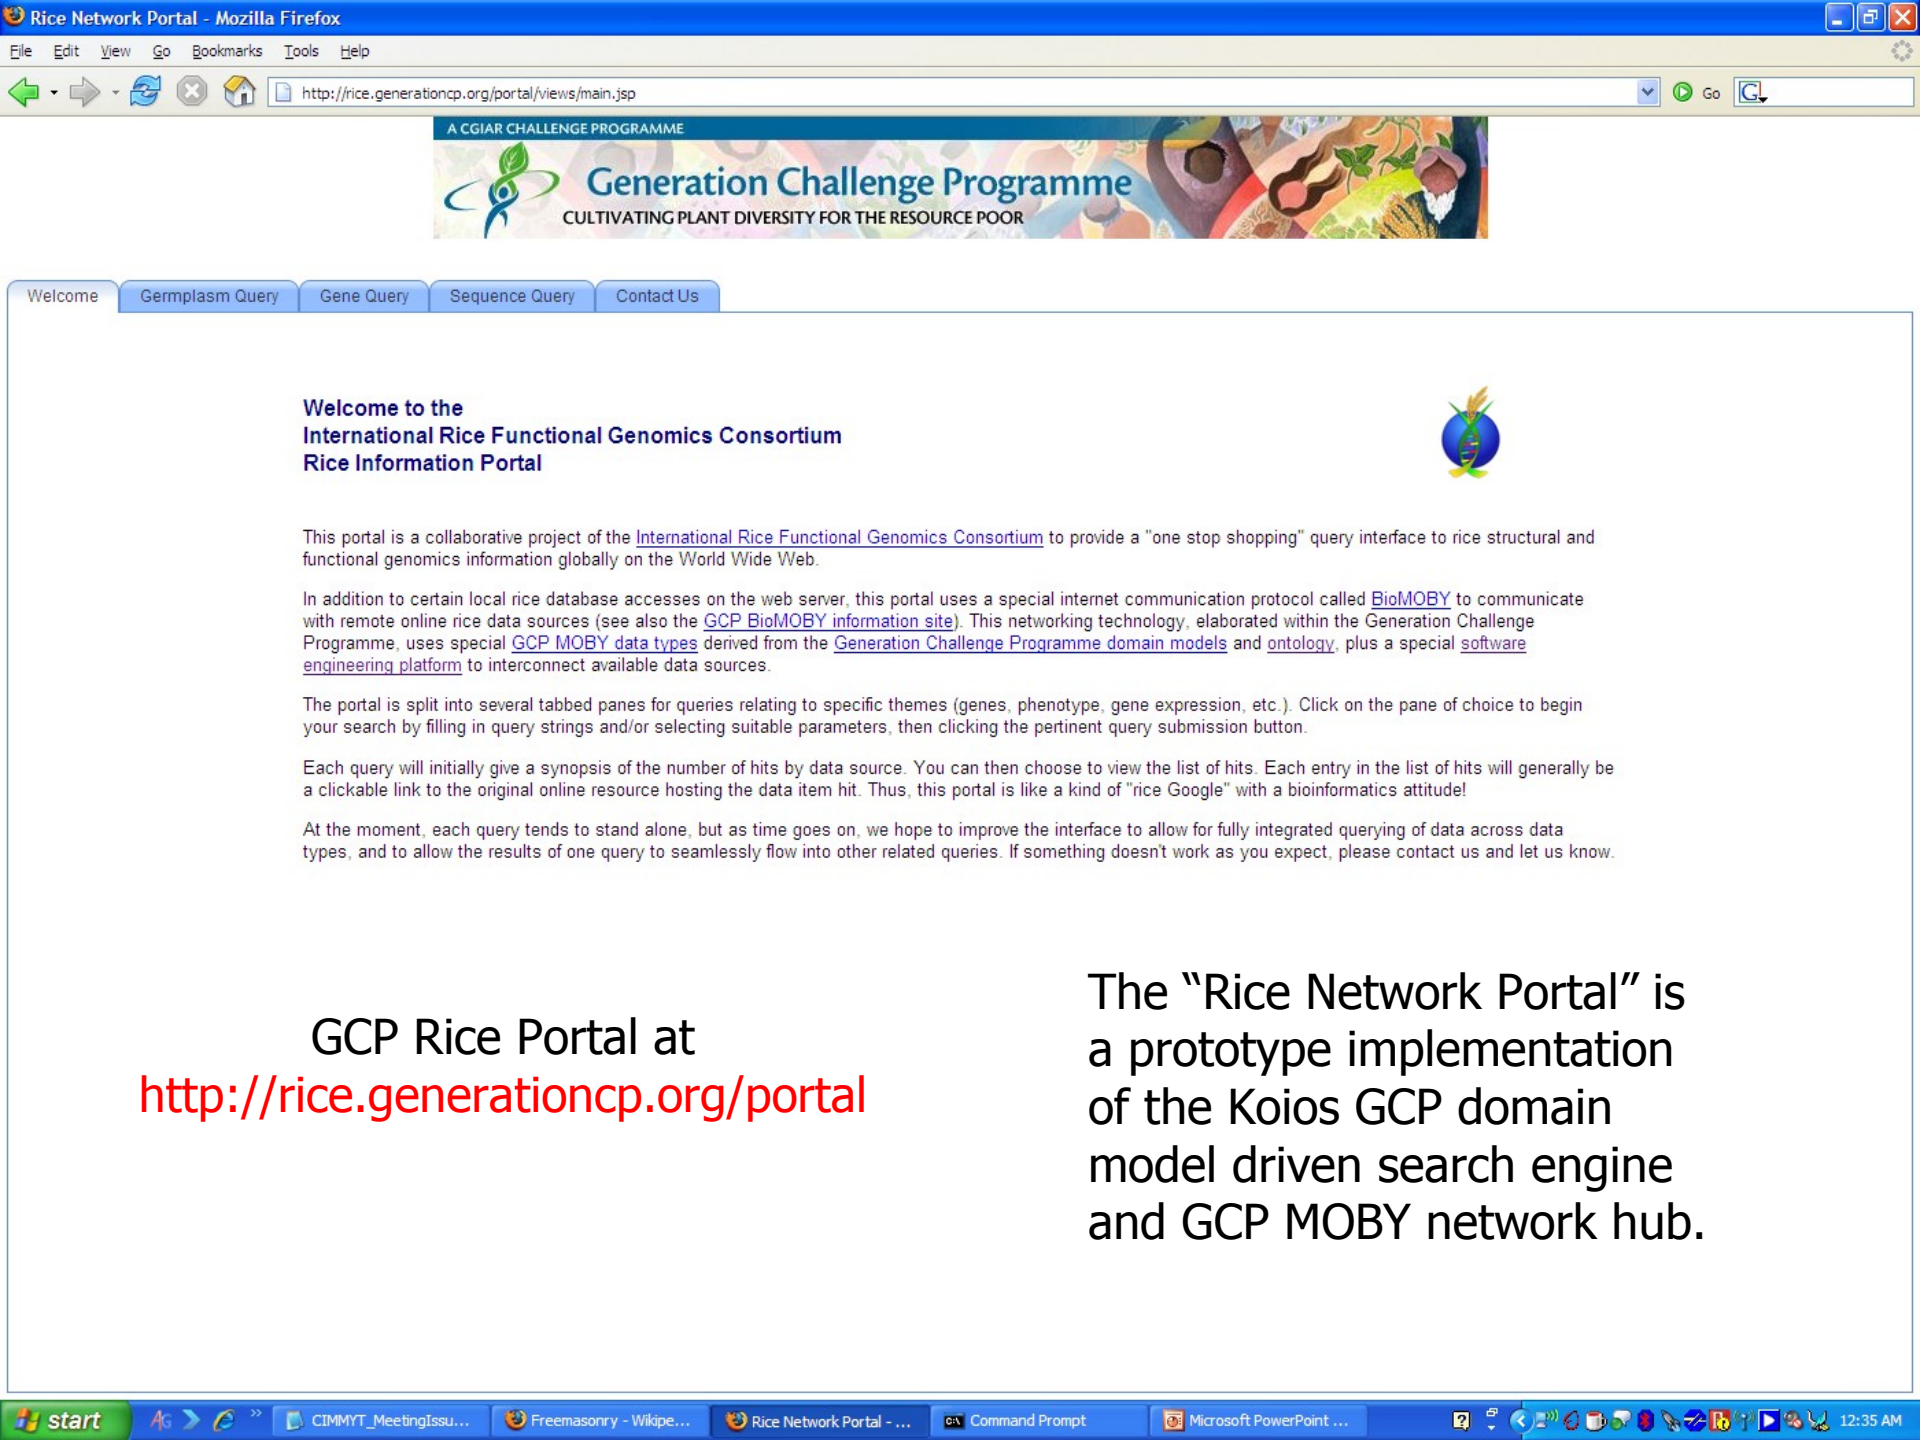 Rice Network Portal - Mozilla Firefox
File Edit View Go Bookmarks Tools Help
http://rice.generationcp.org/portal/views/main.jsp
Go
A CGIAR CHALLENGE PROGRAMME
Generation Challenge Programme
CULTIVATING PLANT DIVERSITY FOR THE RESOURCE POOR
Welcome Germplasm Query Gene Query Sequence Query Contact Us
Welcome to the
International Rice Functional Genomics Consortium
Rice Information Portal
This portal is a collaborative project of the International Rice Functional Genomics Consortium to provide a "one stop shopping" query interface to rice structural and
functional genomics information globally on the World Wide Web.
In addition to certain local rice database accesses on the web server, this portal uses a special internet communication protocol called BioMOBY to communicate
with remote online rice data sources (see also the GCP BioMOBY information site). This networking technology, elaborated within the Generation Challenge
Programme, uses special GCP MOBY data types derived from the Generation Challenge Programme domain models and ontology, plus a special software
engineering platform to interconnect available data sources.
The portal is split into several tabbed panes for queries relating to specific themes (genes, phenotype, gene expression, etc.). Click on the pane of choice to begin
your search by filling in query strings and/or selecting suitable parameters, then clicking the pertinent query submission button.
Each query will initially give a synopsis of the number of hits by data source. You can then choose to view the list of hits. Each entry in the list of hits will generally be
a clickable link to the original online resource hosting the data item hit. Thus, this portal is like a kind of "rice Google" with a bioinformatics attitude!
At the moment, each query tends to stand alone, but as time goes on, we hope to improve the interface to allow for fully integrated querying of data across data
types, and to allow the results of one query to seamlessly flow into other related queries. If something doesn't work as you expect, please contact us and let us know.
GCP Rice Portal at
http://rice.generationcp.org/portal
The “Rice Network Portal” is
a prototype implementation
of the Koios GCP domain
model driven search engine
and GCP MOBY network hub.
start CIMMYT_MeetingIssu... Freemasonry - Wikipe... Rice Network Portal - ... Command Prompt Microsoft PowerPoint ... 12:35 AM